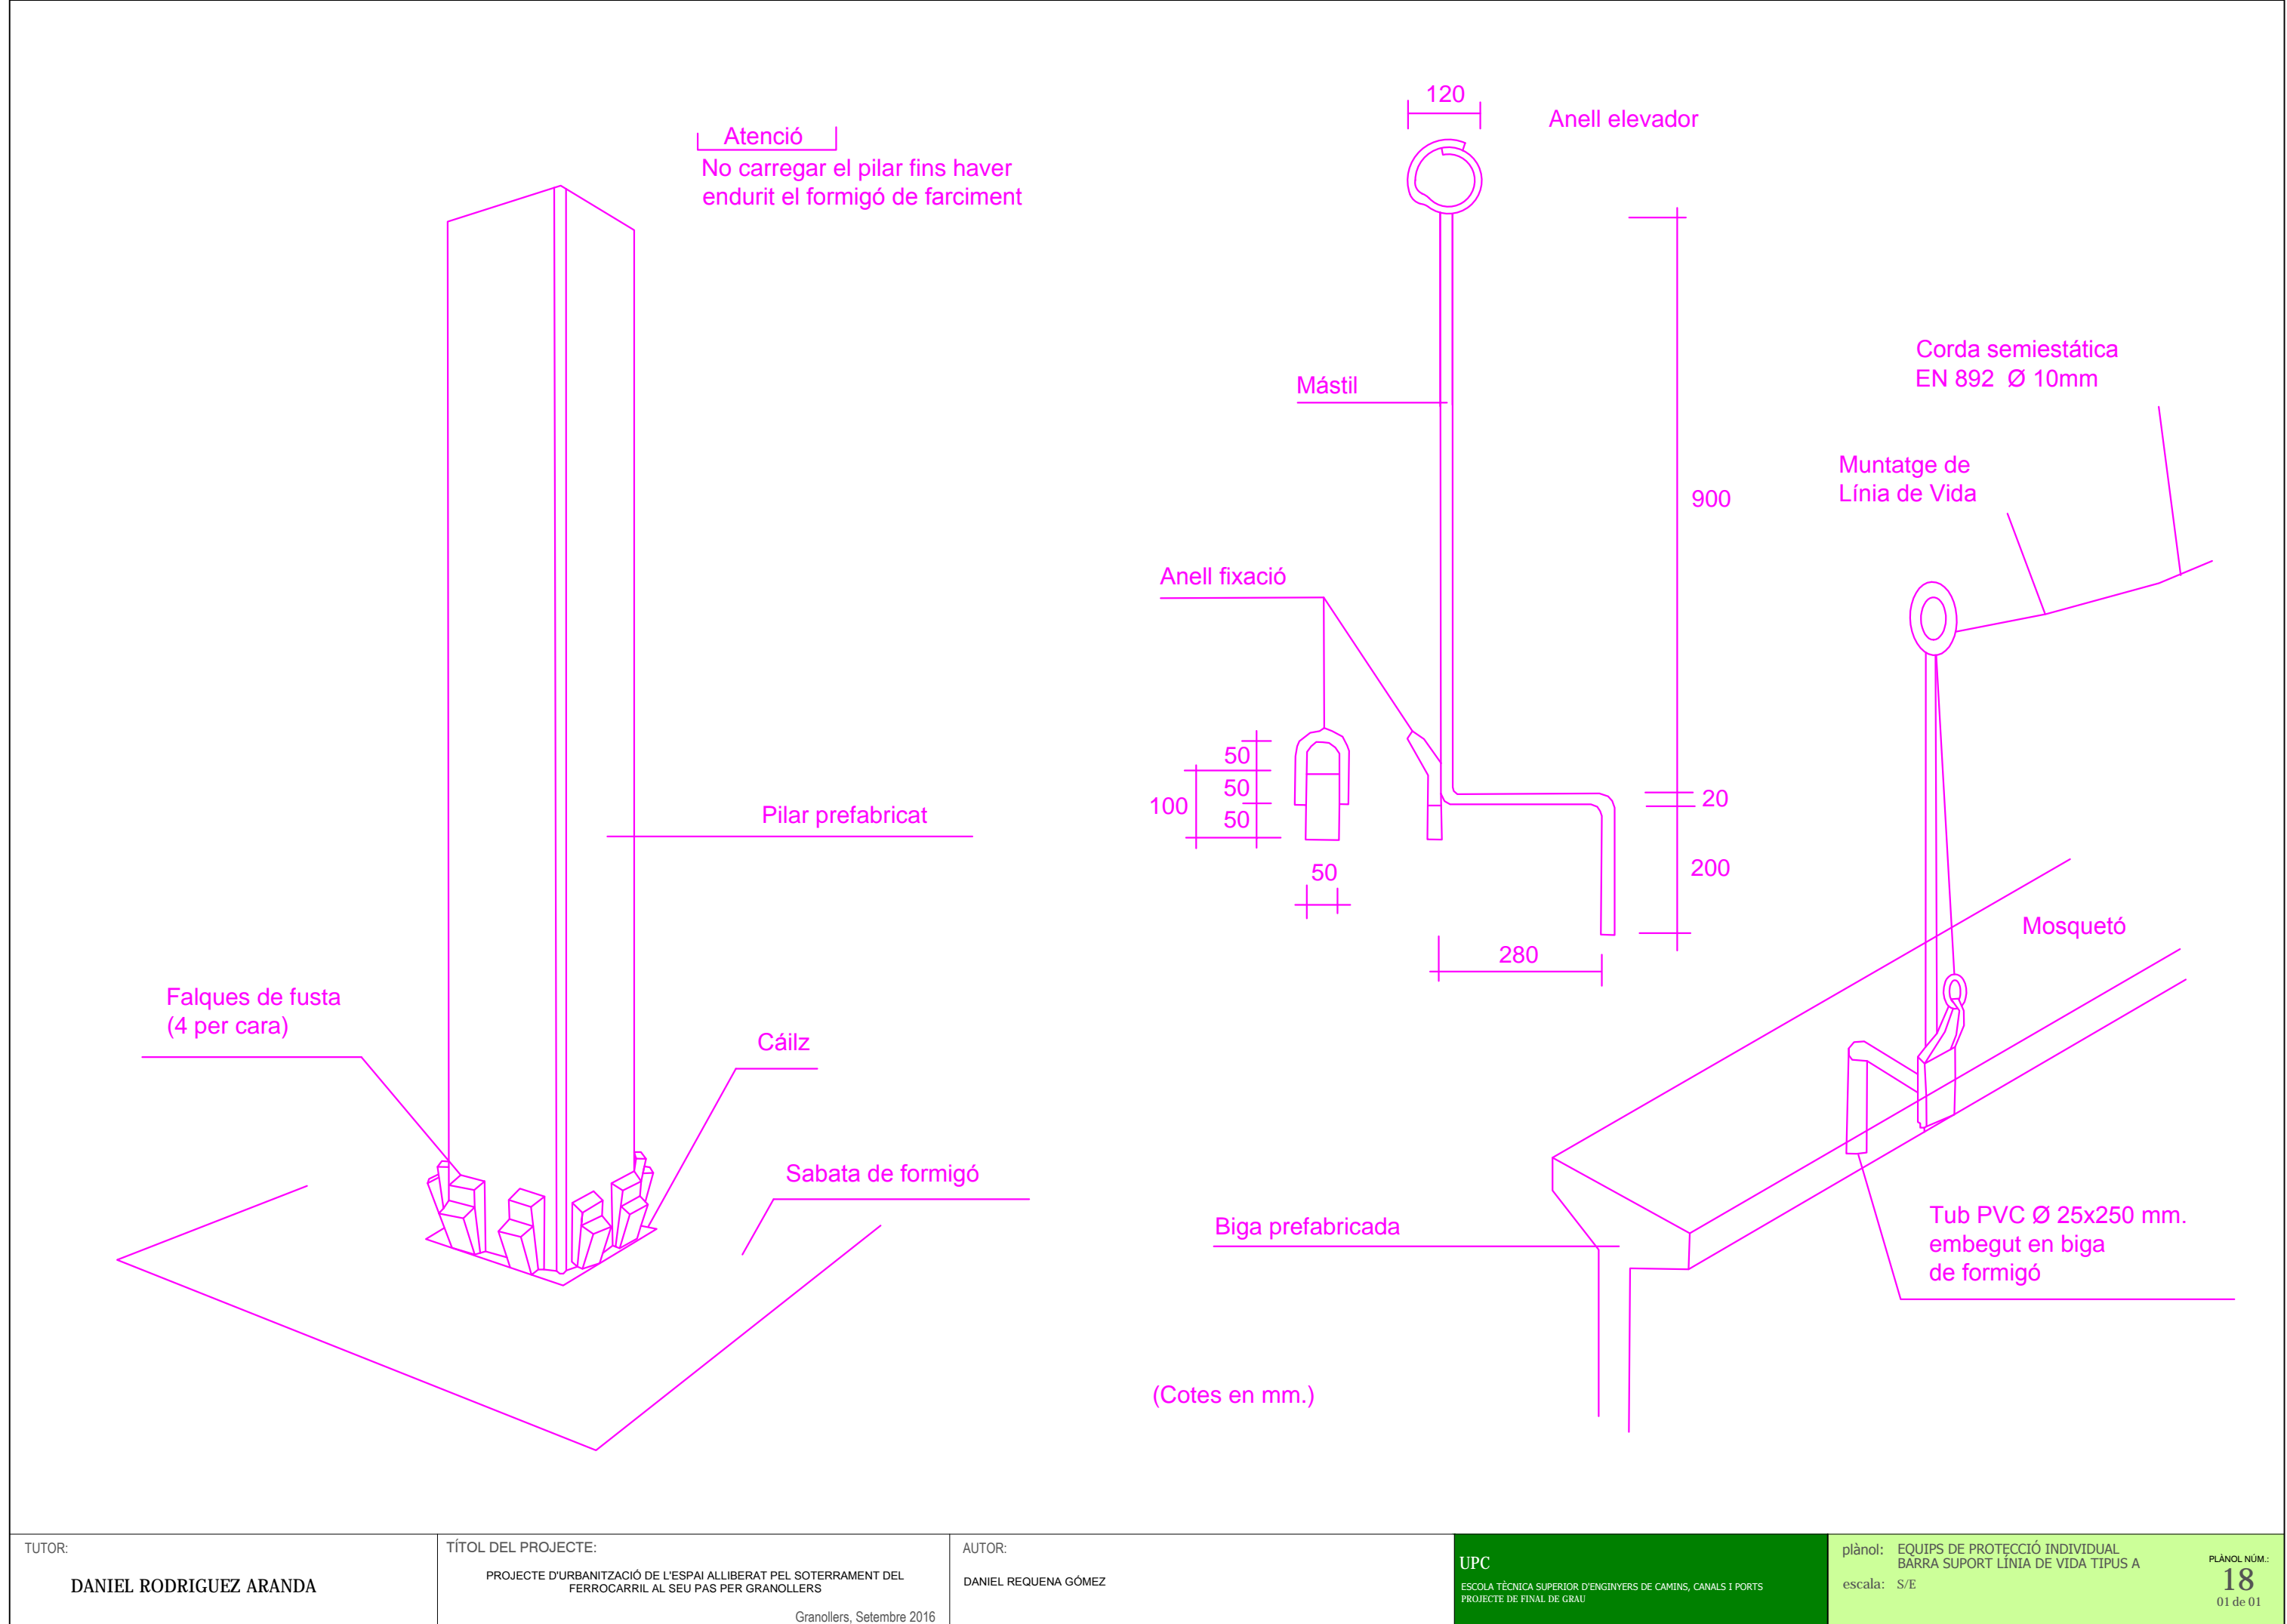 Atenció
No carregar el pilar fins haver
endurit el formigó de farciment
Pilar prefabricat
Falques de fusta
(4 per cara)
Cáilz
Sabata de formigó
120
Anell elevador
Mástil
900
Anell fixació
50
50
50
100
50
20
200
280
Corda semiestática
EN 892 Ø 10mm
Muntatge de
Línia de Vida
Mosquetó
Biga prefabricada
Tub PVC Ø 25x250 mm.
embegut en biga
de formigó
(Cotes en mm.)
TUTOR:
DANIEL RODRIGUEZ ARANDA
TÍTOL DEL PROJECTE:
PROJECTE D'URBANITZACIÓ DE L'ESPAI ALLIBERAT PEL SOTERRAMENT DEL
FERROCARRIL AL SEU PAS PER GRANOLLERS
Granollers, Setembre 2016
AUTOR:
DANIEL REQUENA GÓMEZ
UPC
ESCOLA TÈCNICA SUPERIOR D'ENGINYERS DE CAMINS, CANALS I PORTS
PROJECTE DE FINAL DE GRAU
plànol: EQUIPS DE PROTECCIÓ INDIVIDUAL
BARRA SUPORT LÍNIA DE VIDA TIPUS A
escala: S/E
PLÀNOL NÚM.:
18
01 de 01